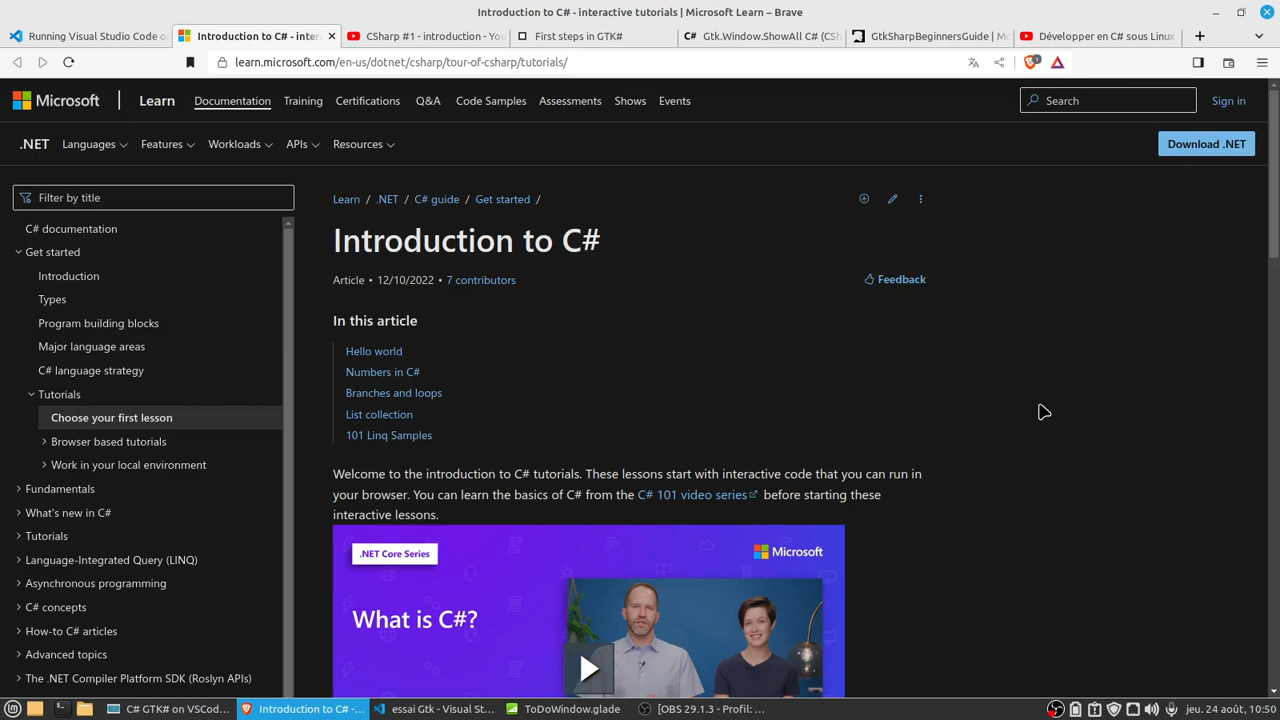 Introduction to C# - interactive tutorials | Microsoft Learn – Brave
Running Visual Studio Code o
Introduction to C# - inter
CSharp #1 - introduction - You
First steps in GTK#
Gtk.Window.ShowAll C# (CSh
GtkSharpBeginnersGuide | Mo
Développer en C# sous Linux
learn.microsoft.com/en-us/dotnet/csharp/tour-of-csharp/tutorials/
1
Microsoft
Learn
Documentation
Training
Certifications
Q&A
Code Samples
Assessments
Shows
Events
Search
Sign in
.NET
Languages
Features
Workloads
APIs
Resources
Download .NET
Filter by title
C# documentation
Get started
Introduction
Types
Program building blocks
Major language areas
C# language strategy
Tutorials
Choose your first lesson
Browser based tutorials
Work in your local environment
Fundamentals
What's new in C#
Tutorials
Language-Integrated Query (LINQ)
Asynchronous programming
C# concepts
How-to C# articles
Advanced topics
The .NET Compiler Platform SDK (Roslyn APIs)
Learn / .NET / C# guide / Get started /
Introduction to C#
Article • 12/10/2022 • 7 contributors
Feedback
In this article
Hello world
Numbers in C#
Branches and loops
List collection
101 Linq Samples
Welcome to the introduction to C# tutorials. These lessons start with interactive code that you can run in
your browser. You can learn the basics of C# from the C# 101 video series before starting these
interactive lessons.
.NET Core Series
Microsoft
What is C#?
C# GTK# on VSCod...
Introduction to C# -...
essai Gtk - Visual St...
ToDoWindow.glade
[OBS 29.1.3 - Profil: ...
jeu. 24 août, 10:50